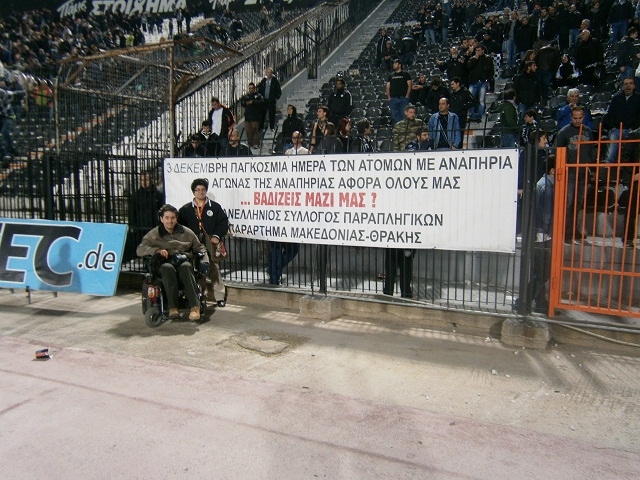 ΣΤΟΙΧΗΜΑ
3 ΔΕΚΕΜΒΡΗ ΠΑΓΚΟΣΜΙΑ ΗΜΕΡΑ ΤΩΝ ΑΤΟΜΩΝ ΜΕ ΑΝΑΠΗΡΙΑ
ΑΓΩΝΑΣ ΤΗΣ ΑΝΑΠΗΡΙΑΣ ΑΦΟΡΑ ΟΛΟΥΣ ΜΑΣ
... ΒΑΔΙΖΕΙΣ ΜΑΖΙ ΜΑΣ ?
ΝΕΛΛΗΝΙΟΣ ΣΥΛΛΟΓΟΣ ΠΑΡΑΠΛΗΓΙΚΩΝ
ΠΑΡΑΡΤΗΜΑ ΜΑΚΕΔΟΝΙΑΣ-ΘΡΑΚΗΣ
EC.de